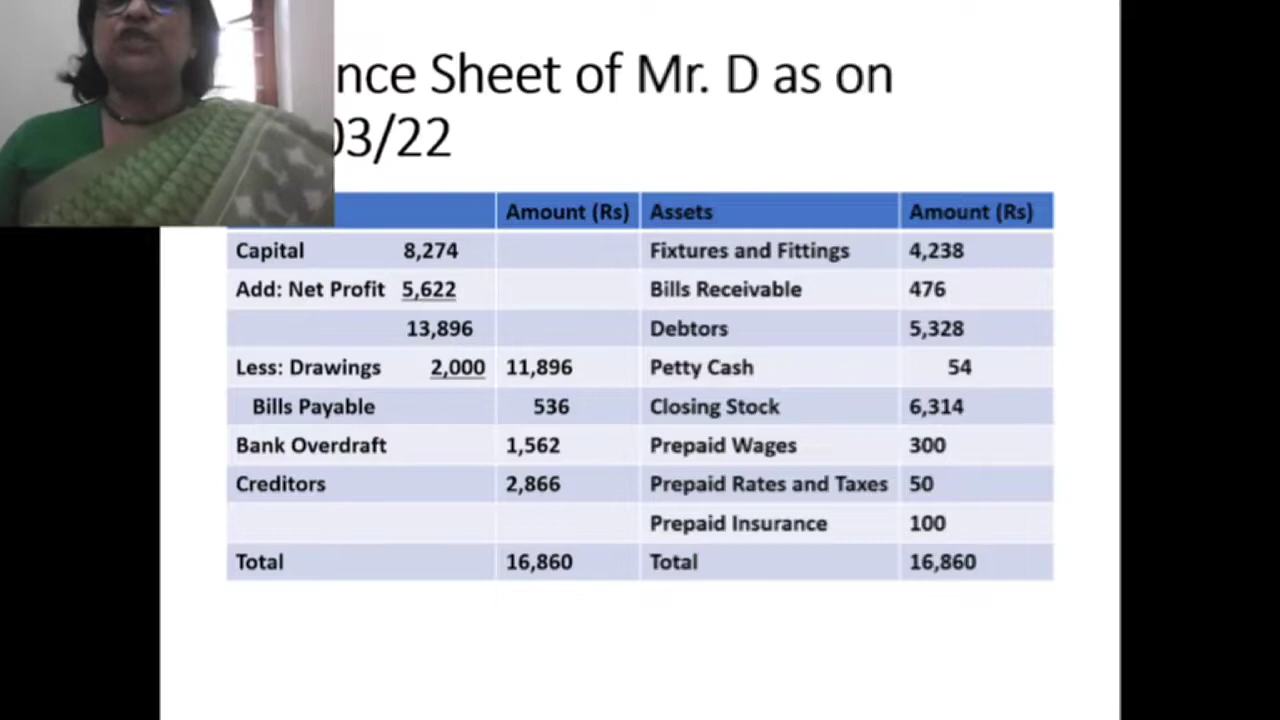 nce Sheet of Mr. D as on
03/22
Amount (Rs) Assets Amount (Rs)
Capital 8,274 Fixtures and Fittings 4,238
Add: Net Profit 5,622 Bills Receivable 476
13,896 Debtors 5,328
Less: Drawings 2,000 11,896 Petty Cash 54
Bills Payable 536 Closing Stock 6,314
Bank Overdraft 1,562 Prepaid Wages 300
Creditors 2,866 Prepaid Rates and Taxes 50
Prepaid Insurance 100
Total 16,860 Total 16,860